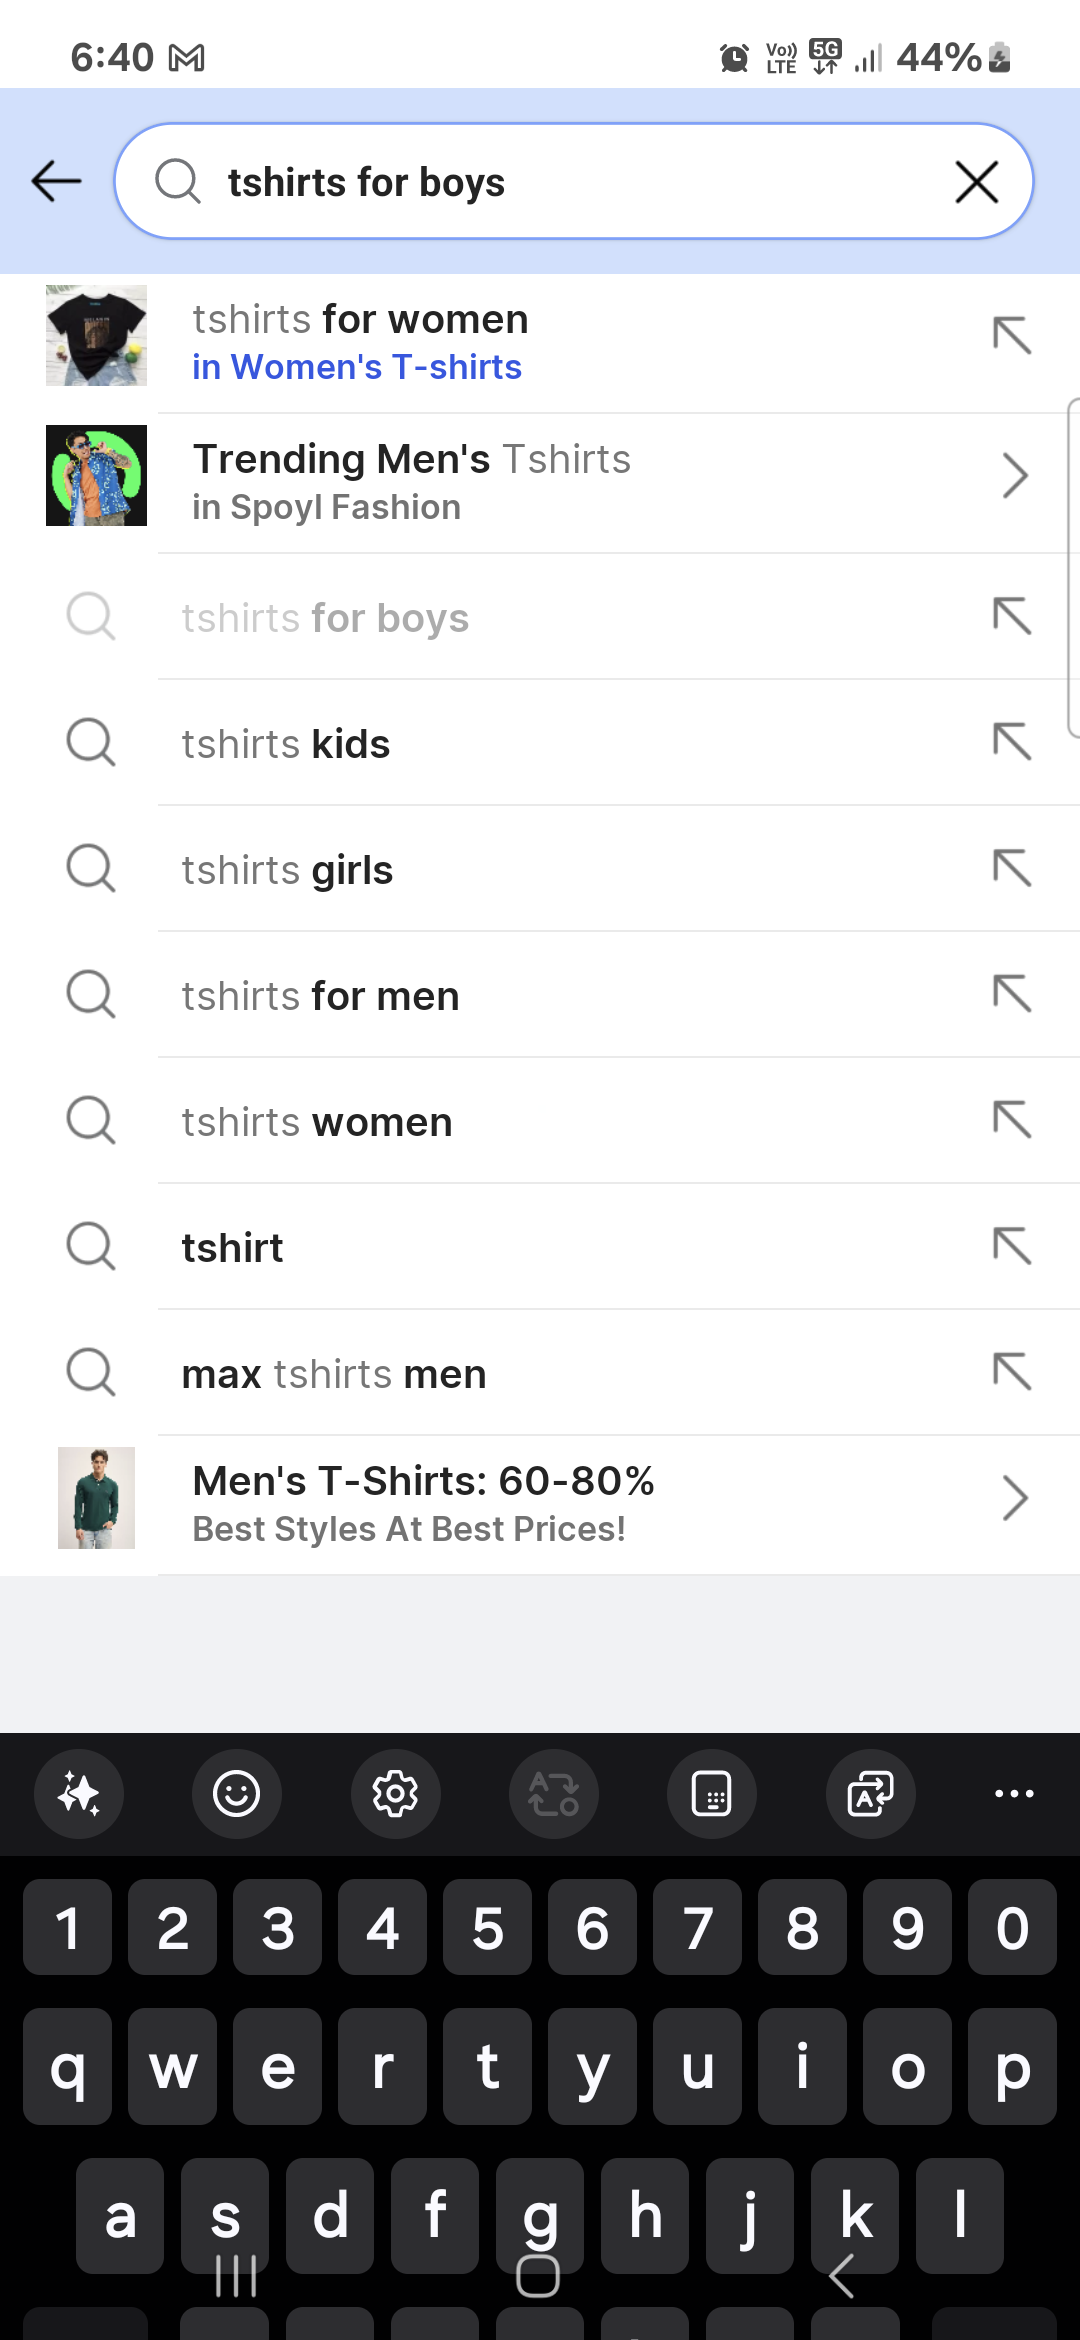 6:40 Vo)) LTE 5G 44%
tshirts for boys
tshirts for women
in Women's T-shirts
Trending Men's Tshirts
in Spoyl Fashion
tshirts for boys
tshirts kids
tshirts girls
tshirts for men
tshirts women
tshirt
max tshirts men
Men's T-Shirts: 60-80%
Best Styles At Best Prices!
1 2 3 4 5 6 7 8 9 0
q w e r t y u i o p
a s d f g h j k l